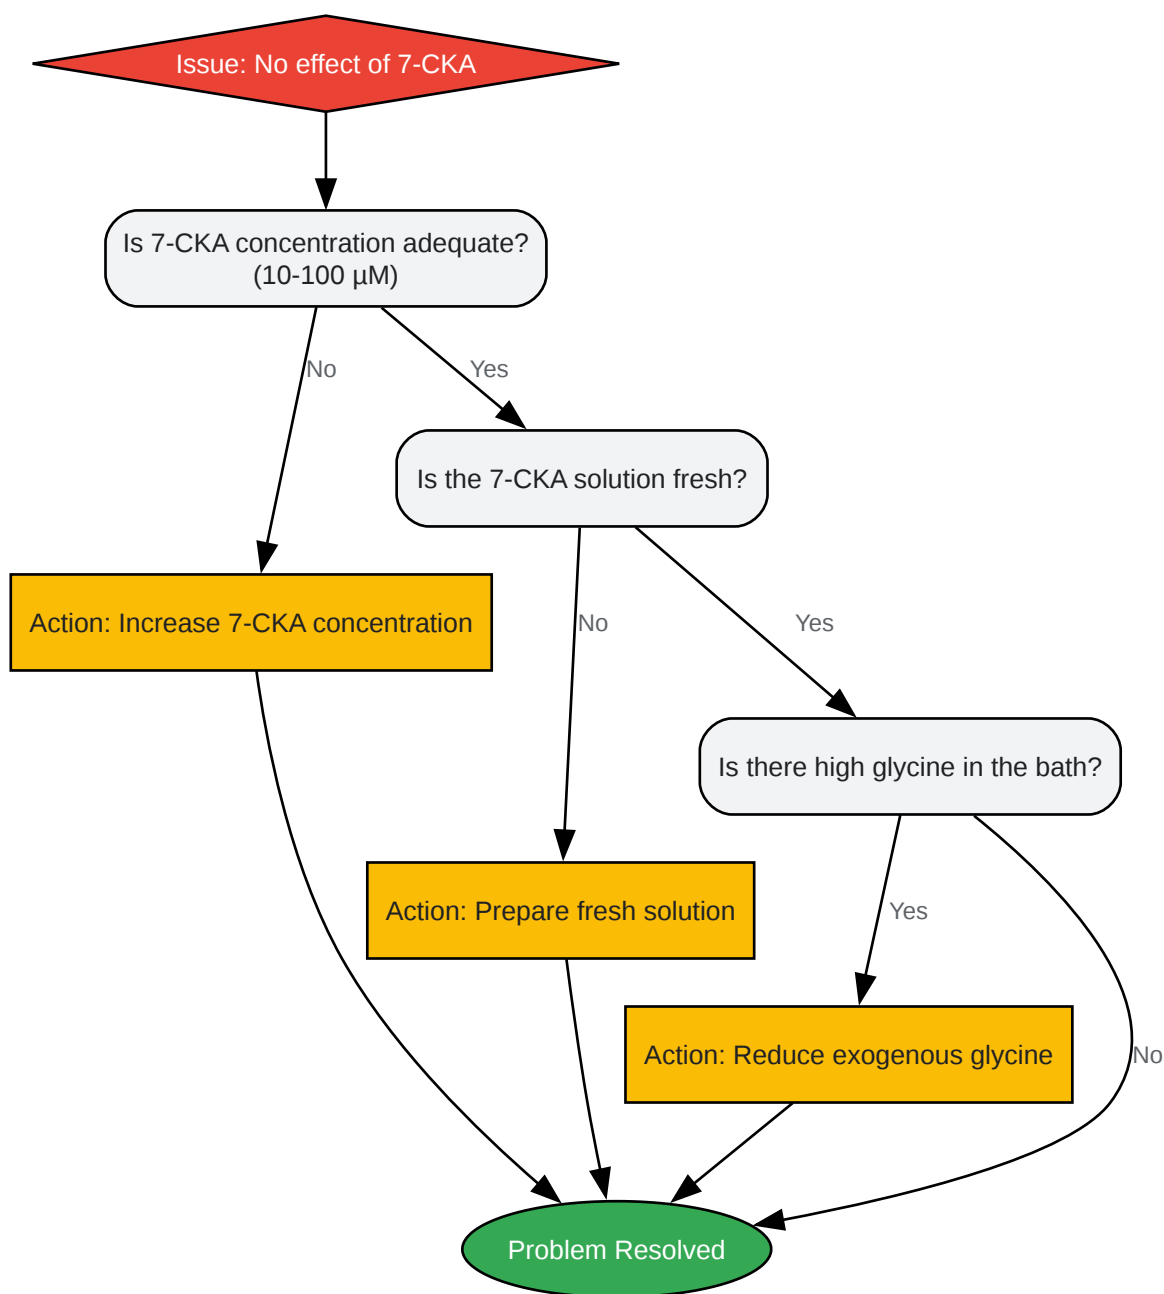 Issue: No effect of 7-CKA
Is 7-CKA concentration adequate?
(10-100 µM)
No
Yes
Is the 7-CKA solution fresh?
Action: Increase 7-CKA concentration
No
Yes
Is there high glycine in the bath?
Action: Prepare fresh solution
Yes
Action: Reduce exogenous glycine
No
Problem Resolved